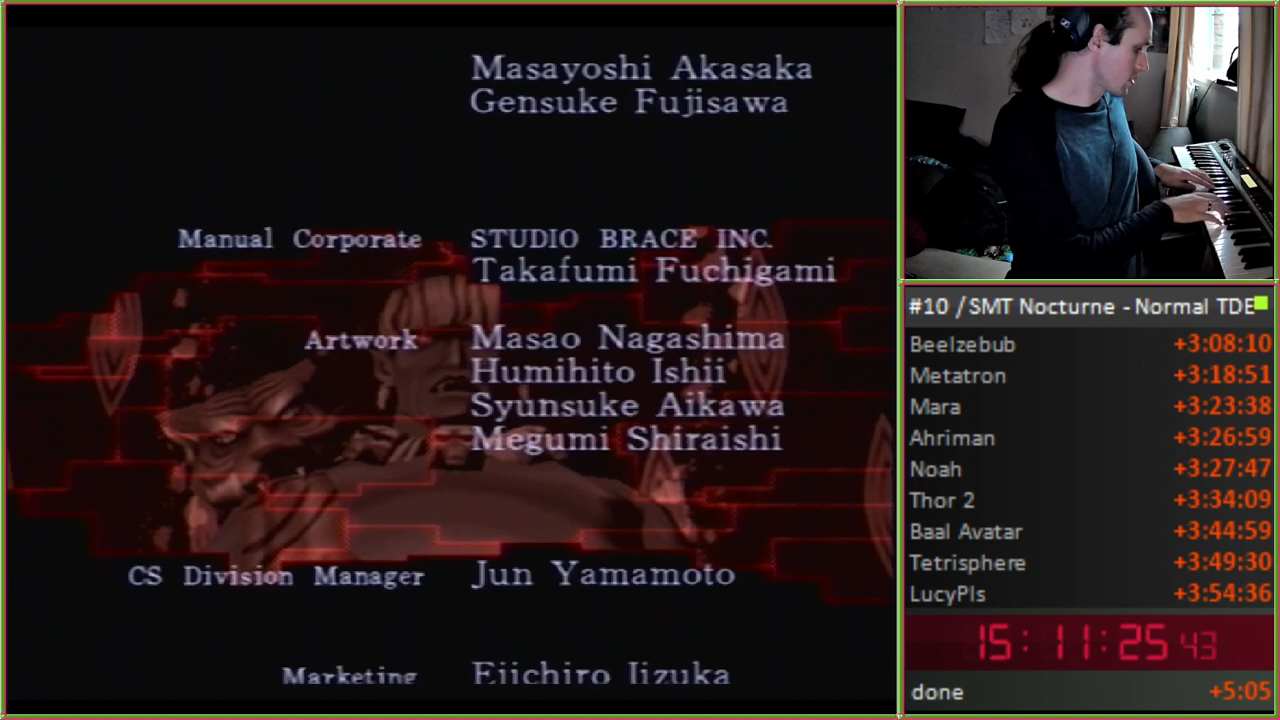 Masayoshi Akasaka
Gensuke Fujisawa
Manual Corporate STUDIO BRACE INC.
Takafumi Fuchigami
Artwork Masao Nagashima
Humihito Ishii
Syunsuke Aikawa
Megumi Shiraishi
CS Division Manager Jun Yamamoto
Marketing Eiichiro Iizuka
#10 / SMT Nocturne - Normal TDE
Beelzebub +3:08:10
Metatron +3:18:51
Mara +3:23:38
Ahriman +3:26:59
Noah +3:27:47
Thor 2 +3:34:09
Baal Avatar +3:44:59
Tetrisphere +3:49:30
LucyPls +3:54:36
15:11:25 43
done +5:05